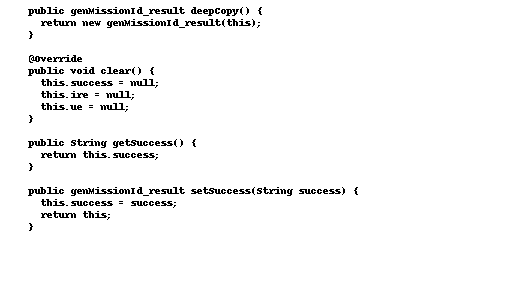 public genMissionId_result deepCopy() {
  return new genMissionId_result(this);
}

@Override
public void clear() {
  this.success = null;
  this.ire = null;
  this.ue = null;
}

public String getSuccess() {
  return this.success;
}

public genMissionId_result setSuccess(String success) {
  this.success = success;
  return this;
}